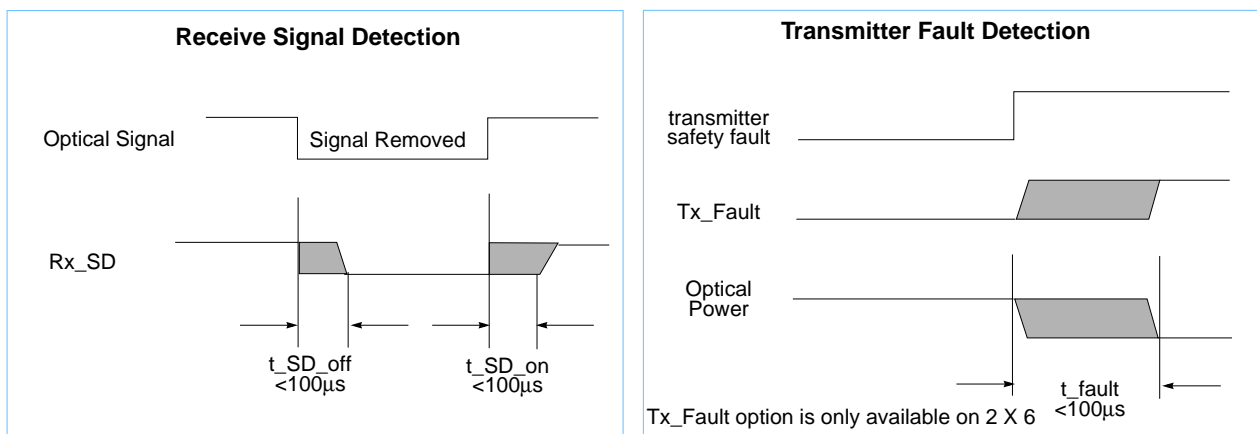 Receive Signal Detection
Optical Signal
Signal Removed
Rx_SD
t_SD_off
<100μs
t_SD_on
<100μs
Transmitter Fault Detection
transmitter
safety fault
Tx_Fault
Optical
Power
t_fault
<100μs
Tx_Fault option is only available on 2 X 6